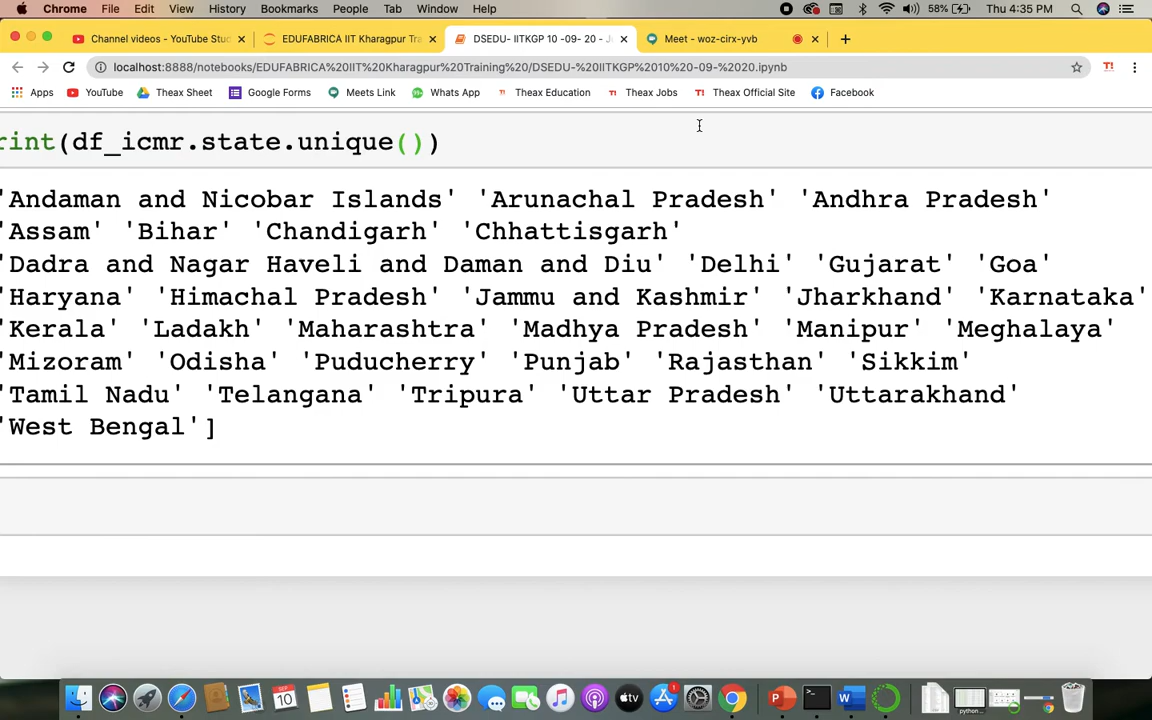 Chrome File Edit View History Bookmarks People Tab Window Help 58% Thu 4:35 PM
Channel videos - YouTube Stu EDUFABRICA IIT Kharagpur Tra DSEDU- IITKGP 10 -09- 20 - J Meet - woz-cirx-yvb
localhost:8888/notebooks/EDUFABRICA%20IIT%20Kharagpur%20Training%20/DSEDU-%20IITKGP%2010%20-09-%2020.ipynb
Apps YouTube Theax Sheet Google Forms Meets Link Whats App Theax Education Theax Jobs Theax Official Site Facebook
rint(df_icmr.state.unique())
'Andaman and Nicobar Islands' 'Arunachal Pradesh' 'Andhra Pradesh'
'Assam' 'Bihar' 'Chandigarh' 'Chhattisgarh'
'Dadra and Nagar Haveli and Daman and Diu' 'Delhi' 'Gujarat' 'Goa'
'Haryana' 'Himachal Pradesh' 'Jammu and Kashmir' 'Jharkhand' 'Karnataka'
'Kerala' 'Ladakh' 'Maharashtra' 'Madhya Pradesh' 'Manipur' 'Meghalaya'
'Mizoram' 'Odisha' 'Puducherry' 'Punjab' 'Rajasthan' 'Sikkim'
'Tamil Nadu' 'Telangana' 'Tripura' 'Uttar Pradesh' 'Uttarakhand'
'West Bengal']